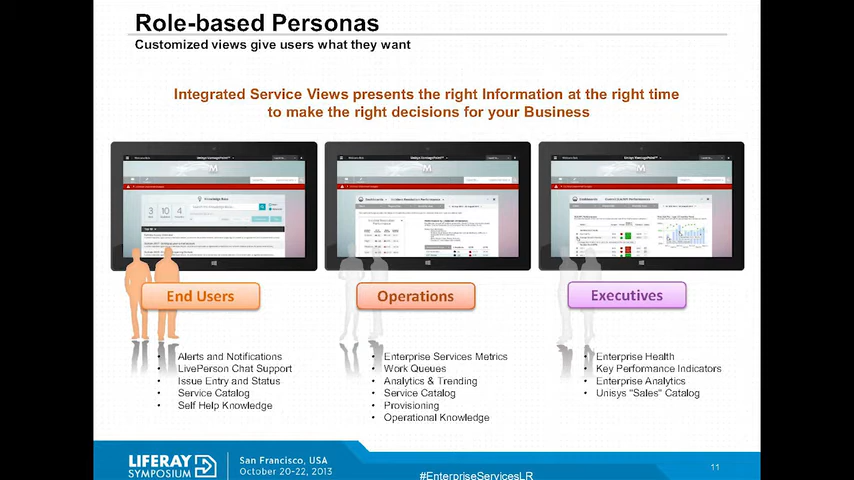 Role-based Personas
Customized views give users what they want
Integrated Service Views presents the right Information at the right time
to make the right decisions for your Business
End Users
Operations
Executives
• Alerts and Notifications
• LivePerson Chat Support
• Issue Entry and Status
• Service Catalog
• Self Help Knowledge
• Enterprise Services Metrics
• Work Queues
• Analytics & Trending
• Service Catalog
• Provisioning
• Operational Knowledge
• Enterprise Health
• Key Performance Indicators
• Enterprise Analytics
• Unisys "Sales" Catalog
LIFERAY
SYMPOSIUM
San Francisco, USA
October 20-22, 2013
#EnterpriseServicesLR
11